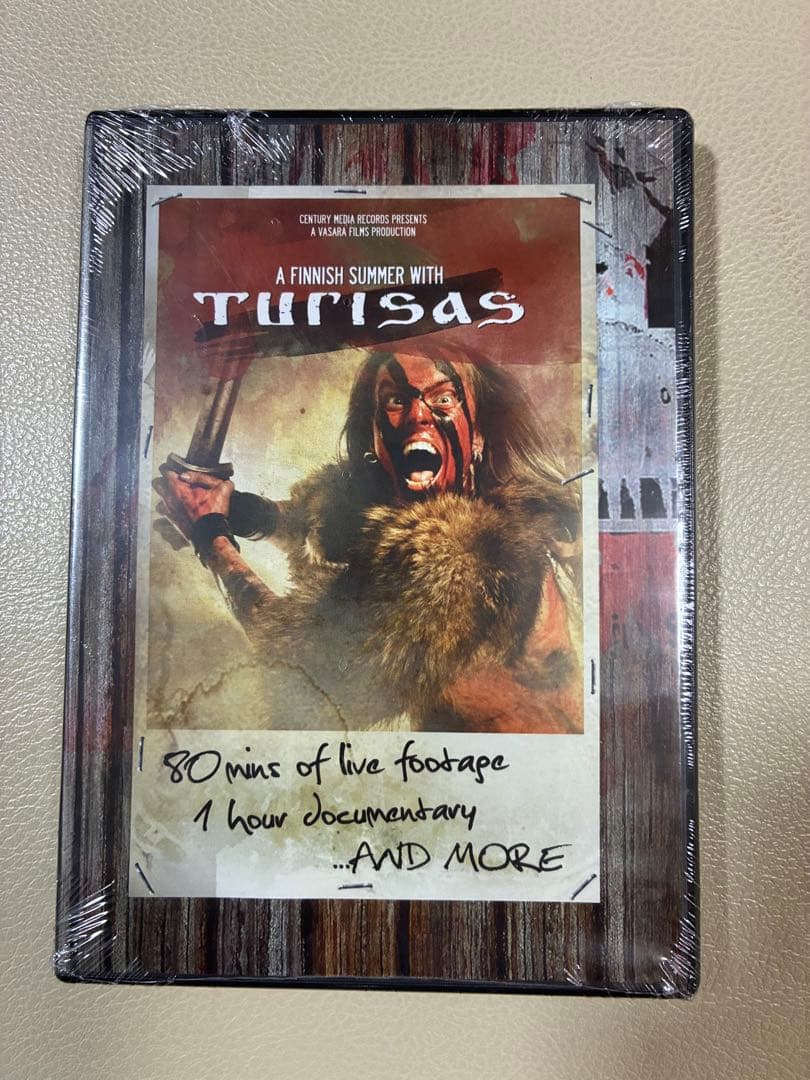 CENTURY MEDIA RECORDS PRESENTS
A VASARA FILMS PRODUCTION
A FINNISH SUMMER WITH
TURISAS
80 mins of live footage
1 hour documentary
...AND MORE